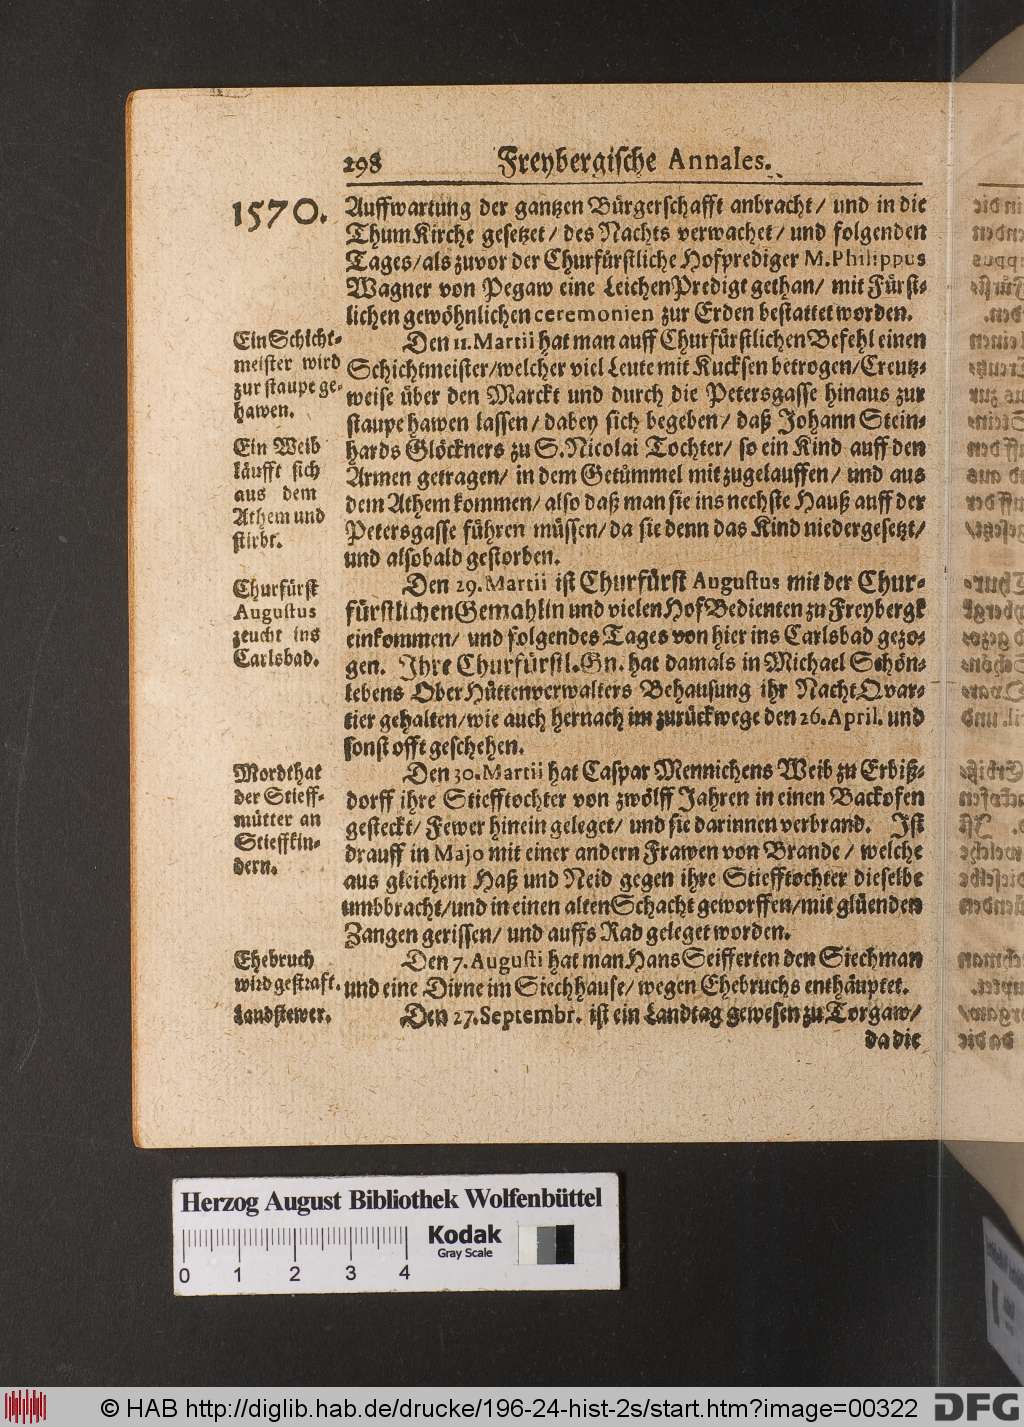 298 Freybergische Annales.
1570.
Auffwartung der gantzen Bürgerschafft anbracht/ und in die
ThumKirche gesetzet/ des Nachts verwachet/ und folgenden
Tages/ als zuvor der Churfürstliche Hofprediger M. Philippus
Wagner von Pegaw eine LeichenPredigt gethan/ mit Fürst-
lichen gewöhnlichen ceremonien zur Erden bestattet worden.
Ein Schicht-
meister wird
zur staupe ge-
hawen.
Den 11. Martii hat man auff Churfürstlichen Befehl einen
Schichtmeister/ welcher viel Leute mit Kucksen betrogen/ Creutz-
weise über den Marckt und durch die Petersgasse hinaus zur
staupe hawen lassen/ dabey sich begeben/ daß Johann Stein-
hards Glöckners zu S. Nicolai Tochter/ so ein Kind auff den
Armen getragen/ in dem Getümmel mit zugelauffen/ und aus
dem Athem kommen/ also daß man sie ins nechste Hauß auff der
Petersgasse führen müssen/ da sie denn das Kind niedergesetzt/
und alsobald gestorben.
Ein Weib
läufft sich
aus dem
Athem und
stirbt.
Den 29. Martii ist Churfürst Augustus mit der Chur-
fürstlichen Gemahlin und vielen HofBedienten zu Freybergk
einkommen/ und folgendes Tages von hier ins Carlsbad gezo-
gen. Ihre Churfürstl. Gn. hat damals in Michael Schön-
lebens Ober Hüttenverwalters Behausung ihr Nacht Qvar-
tier gehalten/ wie auch hernach im zurückwege den 26. April. und
sonst offt geschehen.
Churfürst
Augustus
zeucht ins
Carlsbad.
Den 30. Martii hat Caspar Mennichens Weib zu Erbiß-
dorff ihre Stiefftochter von zwölff Jahren in einen Backofen
gesteckt/ Fewer hinein geleget/ und sie darinnen verbrand. Ist
drauff in Majo mit einer andern Frawen von Brande/ welche
aus gleichem Haß und Neid gegen ihre Stiefftochter dieselbe
umbbracht/ und in einen alten Schacht geworffen/ mit glüenden
Zangen gerissen/ und auffs Rad geleget worden.
Mordthat
der Stieff-
mütter an
Stieffkin-
dern.
Ehebruch
wird gestrafft.
Den 7. Augusti hat man Hans Seifferten den Siechman
und eine Dirne im Siechhause/ wegen Ehebruchs enthäuptet.
Landstewer.
Den 27. Septembr. ist ein Landtag gewesen zu Torgaw/
da die
Herzog August Bibliothek Wolfenbüttel
Kodak
Gray Scale
0 1 2 3 4
© HAB http://diglib.hab.de/drucke/196-24-hist-2s/start.htm?image=00322
DFG